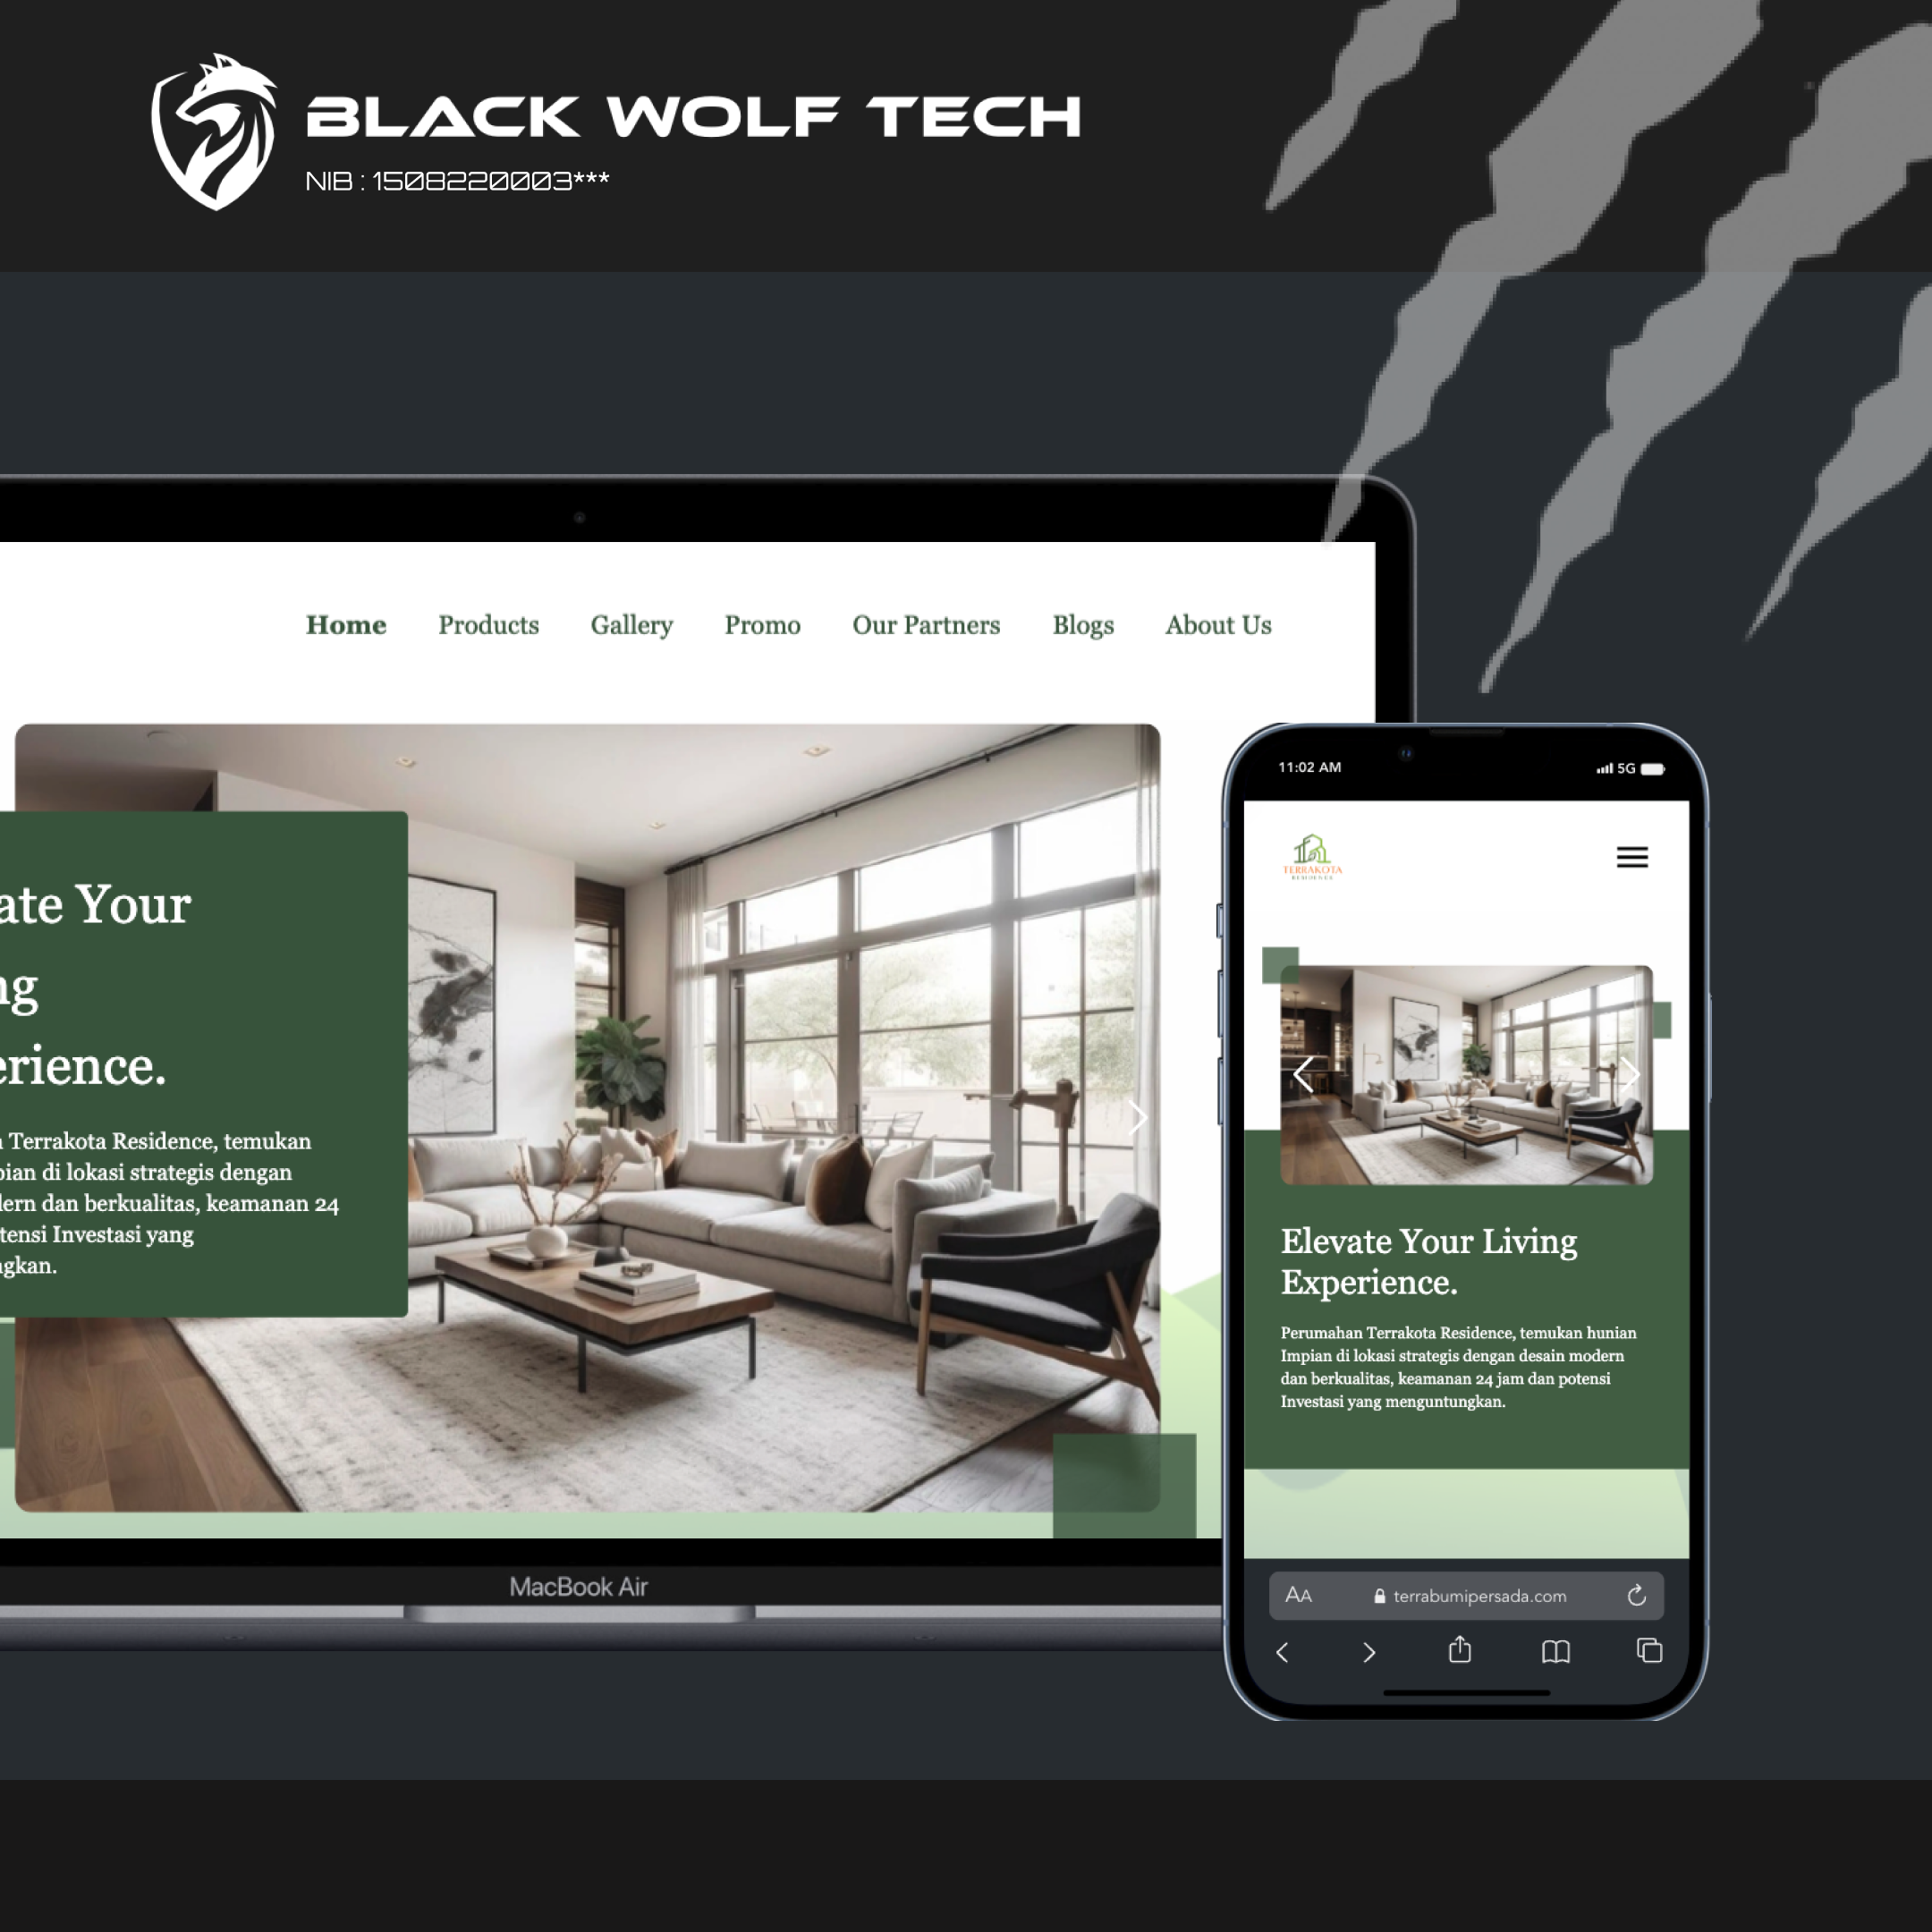 BLACK WOLF TECH
NIB : 1508220003***
Home Products Gallery Promo Our Partners Blogs About Us
ate Your
ng
erience.
Terrakota Residence, temukan
pian di lokasi strategis dengan
dern dan berkualitas, keamanan 24
tensi Investasi yang
ngkan.
MacBook Air
11:02 AM 5G
TERRAKOTA
RESIDENCE
Elevate Your Living
Experience.
Perumahan Terrakota Residence, temukan hunian
Impian di lokasi strategis dengan desain modern
dan berkualitas, keamanan 24 jam dan potensi
Investasi yang menguntungkan.
AA terrabumipersada.com